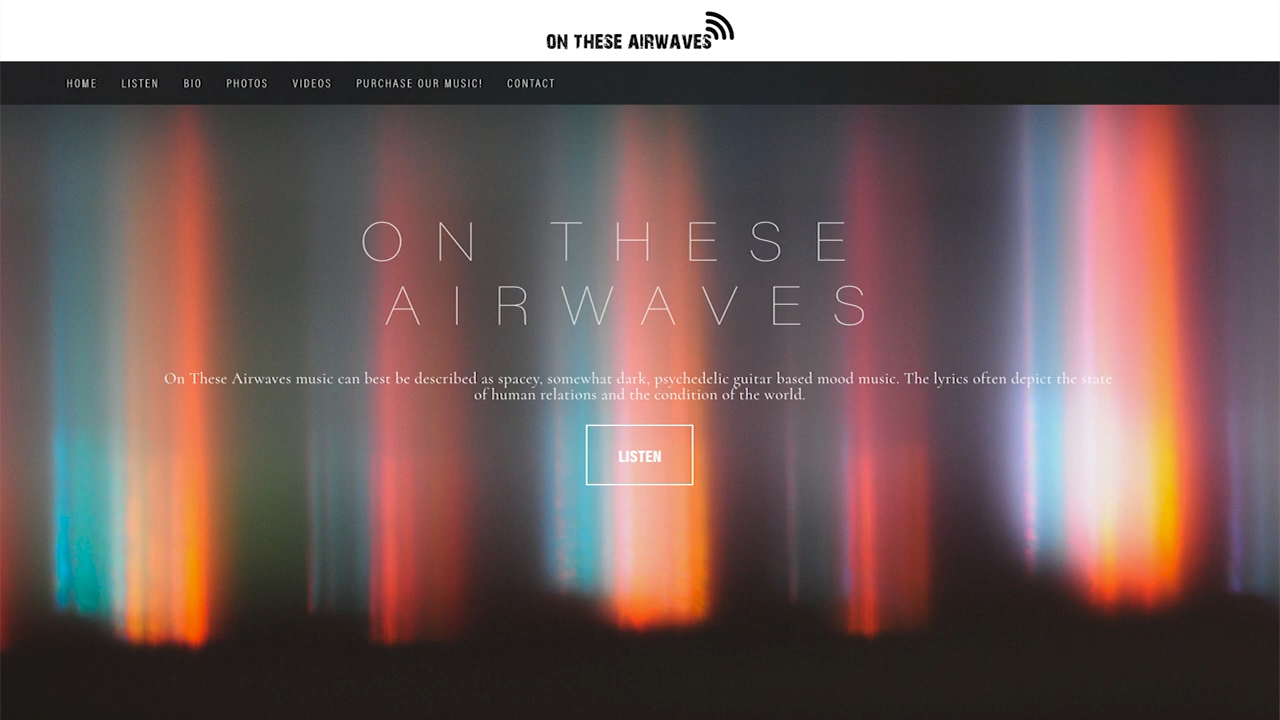 ON THESE AIRWAVES
HOME LISTEN BIO PHOTOS VIDEOS PURCHASE OUR MUSIC! CONTACT
ON THESE
AIRWAVES
On These Airwaves music can best be described as spacey, somewhat dark, psychedelic guitar based mood music. The lyrics often depict the state
of human relations and the condition of the world.
LISTEN